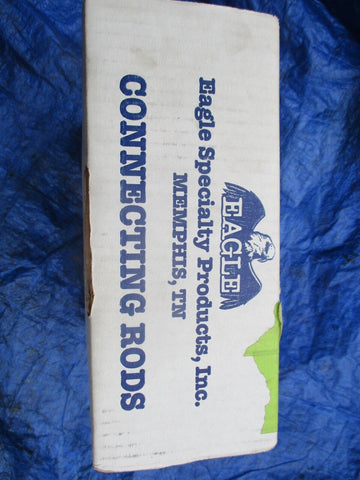 EAGLE
Eagle Specialty Products, Inc.
MEMPHIS, TN
CONNECTING RODS